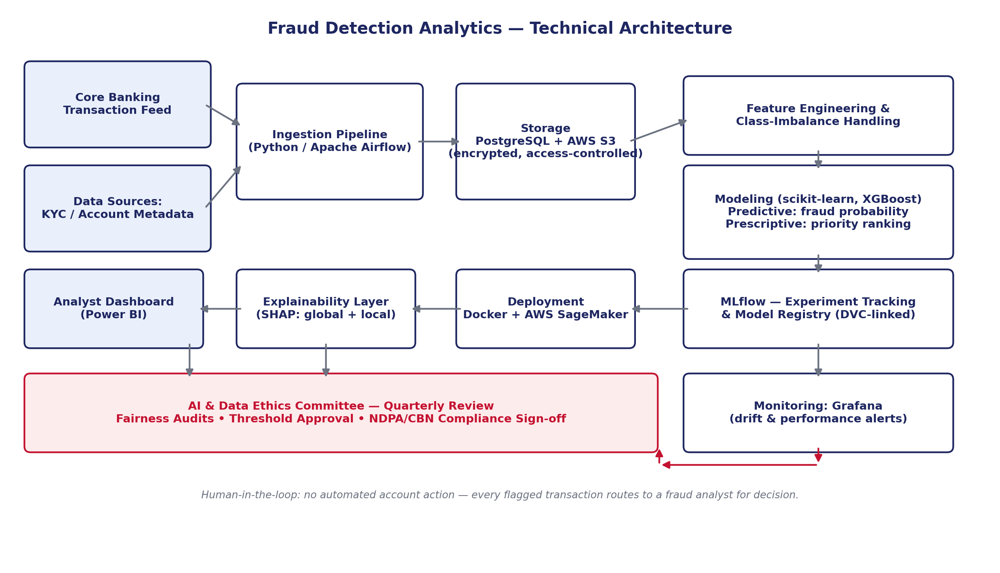 Fraud Detection Analytics — Technical Architecture
Core Banking
Transaction Feed
Ingestion Pipeline
(Python / Apache Airflow)
Storage
PostgreSQL + AWS S3
(encrypted, access-controlled)
Feature Engineering &
Class-Imbalance Handling
Data Sources:
KYC / Account Metadata
Modeling (scikit-learn, XGBoost)
Predictive: fraud probability
Prescriptive: priority ranking
Analyst Dashboard
(Power BI)
Explainability Layer
(SHAP: global + local)
Deployment
Docker + AWS SageMaker
MLflow — Experiment Tracking
& Model Registry (DVC-linked)
AI & Data Ethics Committee — Quarterly Review
Fairness Audits • Threshold Approval • NDPA/CBN Compliance Sign-off
Monitoring: Grafana
(drift & performance alerts)
Human-in-the-loop: no automated account action — every flagged transaction routes to a fraud analyst for decision.